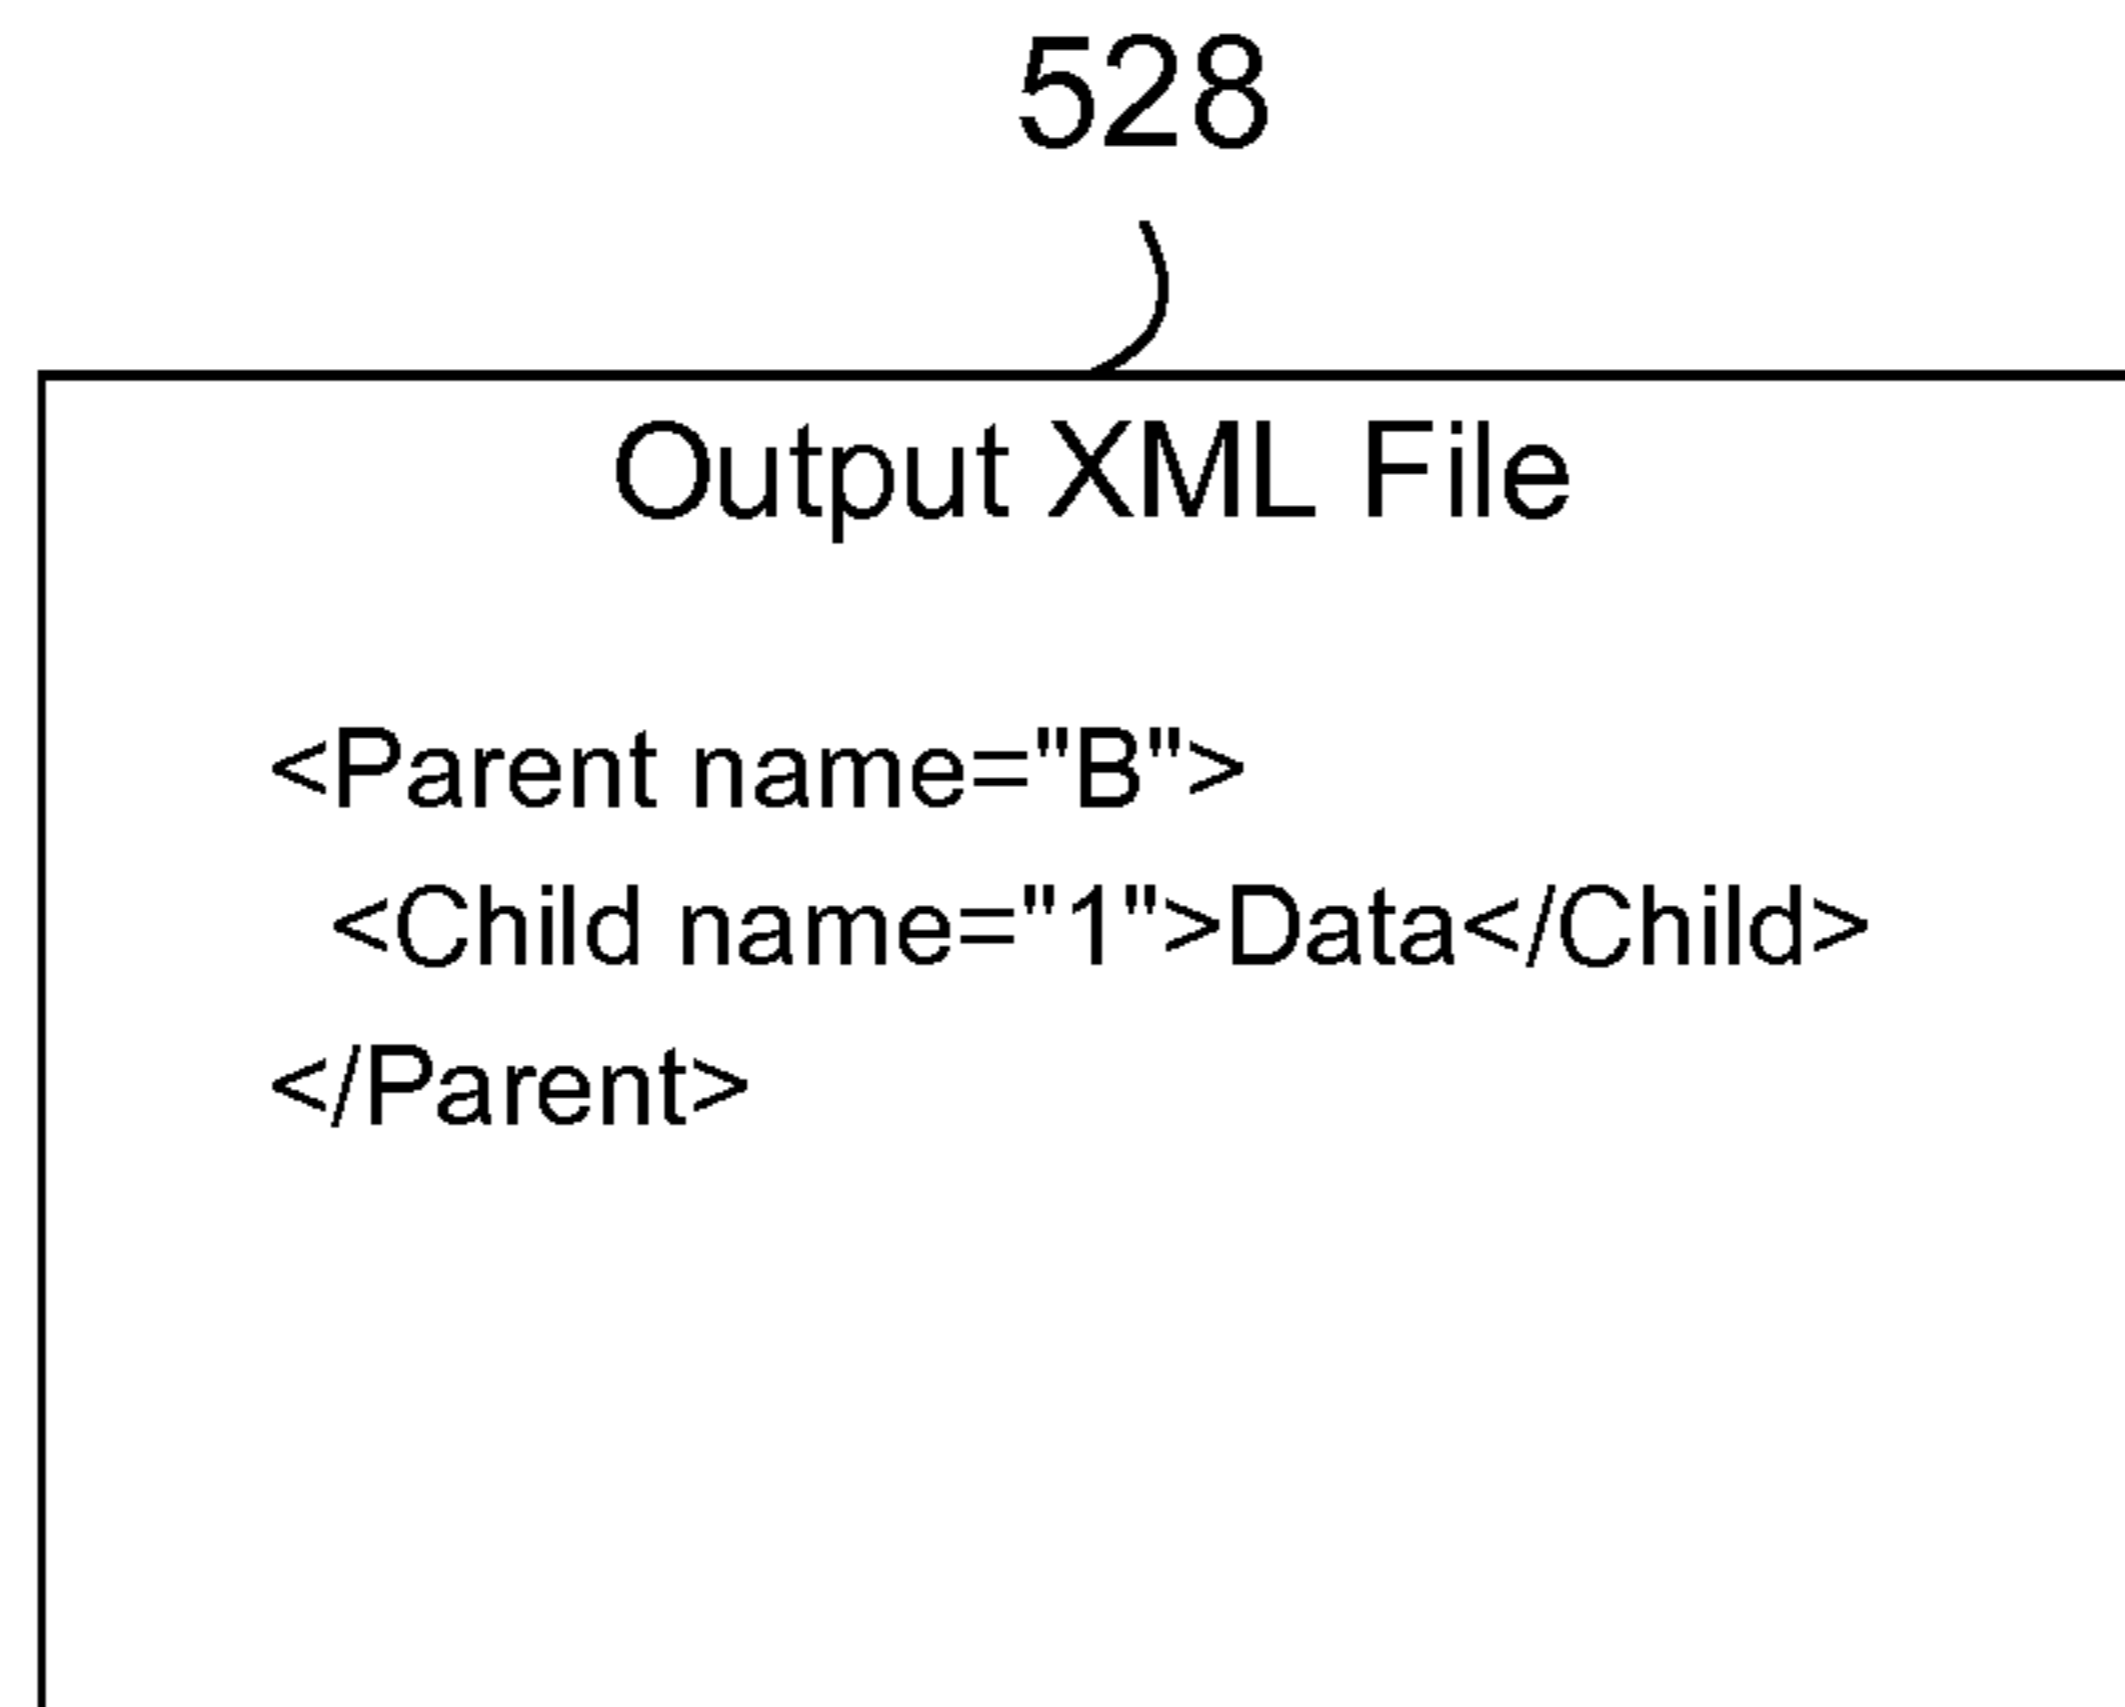 528
Output XML File
<Parent name="B">
<Child name="1">Data</Child>
</Parent>